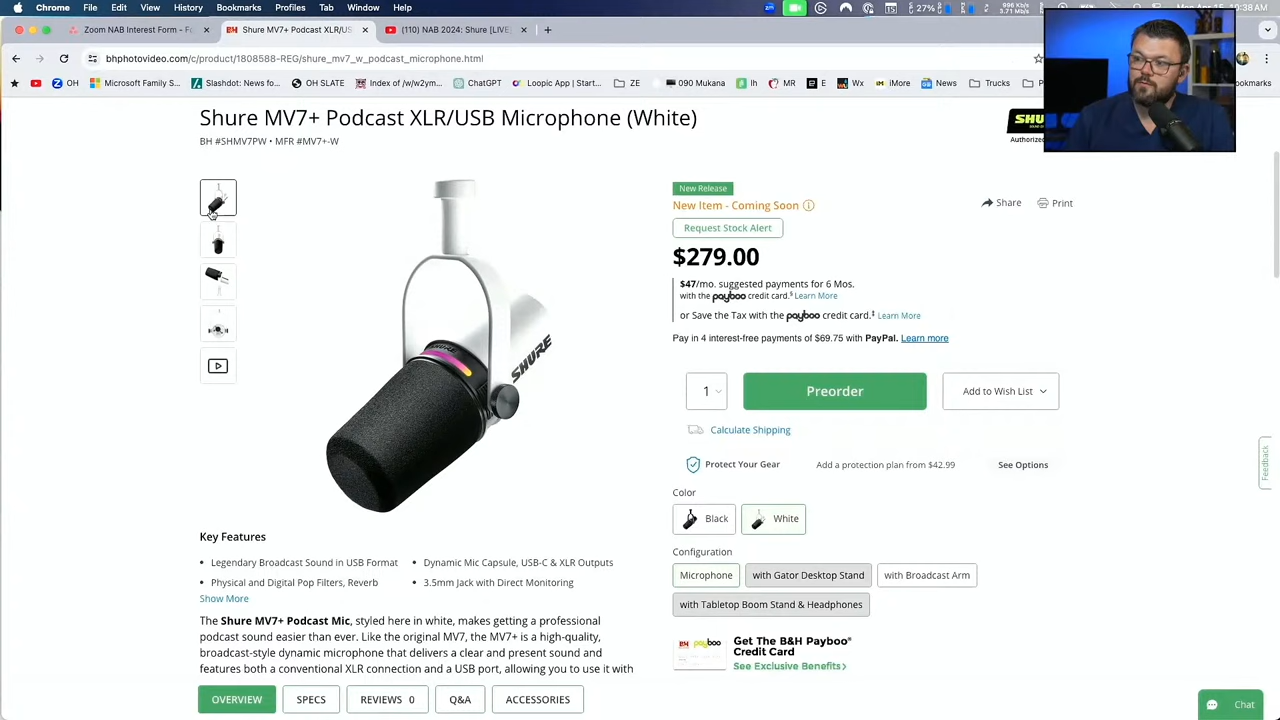 Chrome File Edit View History Bookmarks Profiles Tab Window Help
27%
Zoom NAB Interest Form - Fo
Shure MV7+ Podcast XLR/US
(110) NAB 2024: Shure [LIVE]
bhphotovideo.com/c/product/1808588-REG/shure_mv7_w_podcast_microphone.html
OH
Microsoft Family S...
Slashdot: News fo...
OH SLATE
Index of /w/w2ym...
ChatGPT
Loopic App | Start...
ZE
090 Mukana
lh
MR
E
Wx
iMore
News
Trucks
Shure MV7+ Podcast XLR/USB Microphone (White)
BH #SHMV7PW • MFR #MV7+-W
SHU
Authorized
New Release
New Item - Coming Soon
Share
Print
Request Stock Alert
$279.00
$47/mo. suggested payments for 6 Mos.
with the payboo credit card.§ Learn More
or Save the Tax with the payboo credit card.‡ Learn More
Pay in 4 interest-free payments of $69.75 with PayPal. Learn more
SHURE
1
Preorder
Add to Wish List
Calculate Shipping
Protect Your Gear
Add a protection plan from $42.99
See Options
Feedback
Color
Black
White
Key Features
• Legendary Broadcast Sound in USB Format
• Dynamic Mic Capsule, USB-C & XLR Outputs
• Physical and Digital Pop Filters, Reverb
• 3.5mm Jack with Direct Monitoring
Show More
Configuration
Microphone
with Gator Desktop Stand
with Broadcast Arm
with Tabletop Boom Stand & Headphones
The Shure MV7+ Podcast Mic, styled here in white, makes getting a professional
podcast sound easier than ever. Like the original MV7, the MV7+ is a high-quality,
broadcast-style dynamic microphone that delivers a clear and present sound and
features both a conventional XLR connection and a USB port, allowing you to use it with
B&H payboo
Get The B&H Payboo®
Credit Card
See Exclusive Benefits>
OVERVIEW
SPECS
REVIEWS 0
Q&A
ACCESSORIES
Chat